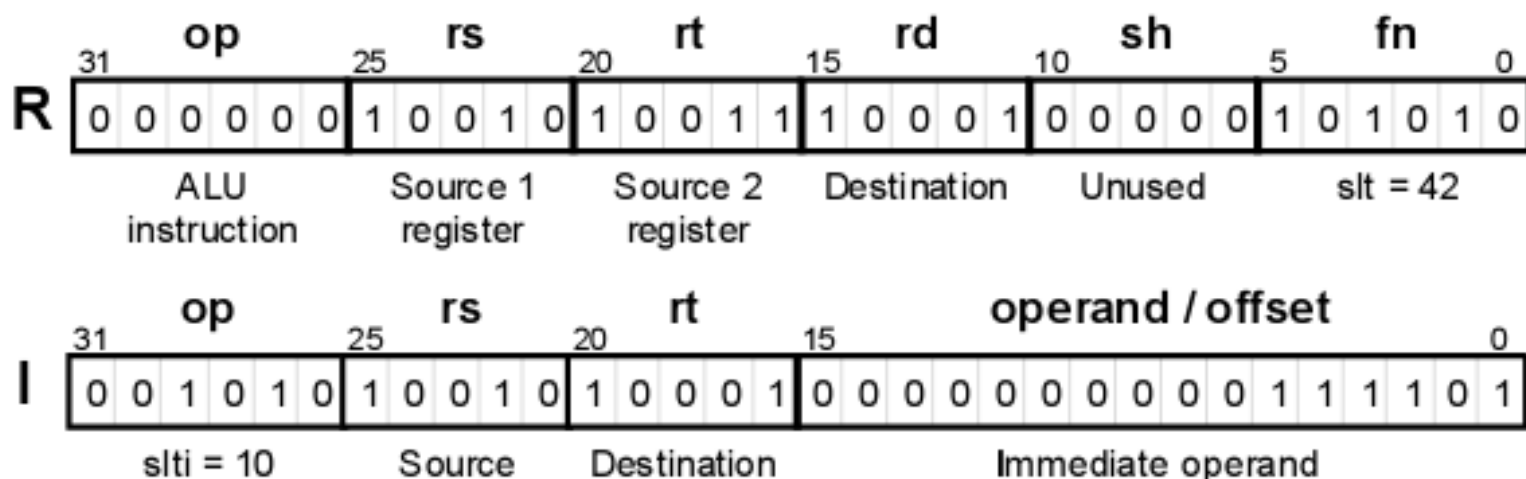 op rs rt rd sh fn
31 25 20 15 10 5 0
R 0 0 0 0 0 0 1 0 0 1 0 1 0 0 1 1 1 0 0 0 1 0 0 0 0 0 1 0 1 0 1 0
ALU Source 1 Source 2 Destination Unused slt = 42
instruction register register
op rs rt operand / offset
31 25 20 15 0
I 0 0 1 0 1 0 1 0 0 1 0 1 0 0 0 1 0 0 0 0 0 0 0 0 0 0 1 1 1 1 0 1
slti = 10 Source Destination Immediate operand